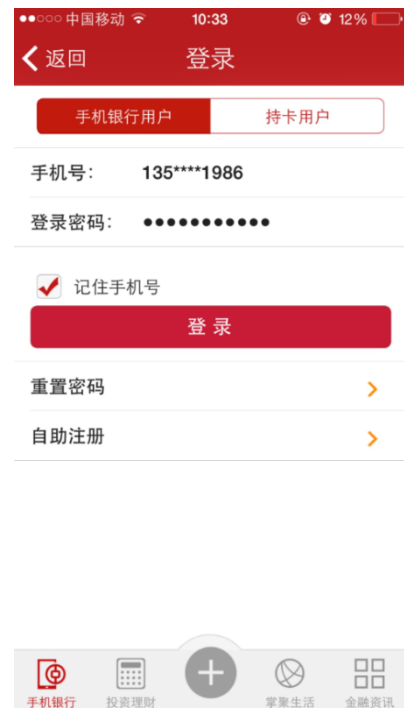 中国移动 10:33 12%
返回 登录
手机银行用户 持卡用户
手机号： 135****1986
登录密码： ●●●●●●●●●●●
记住手机号
登 录
重置密码
自助注册
手机银行 投资理财 掌聚生活 金融资讯